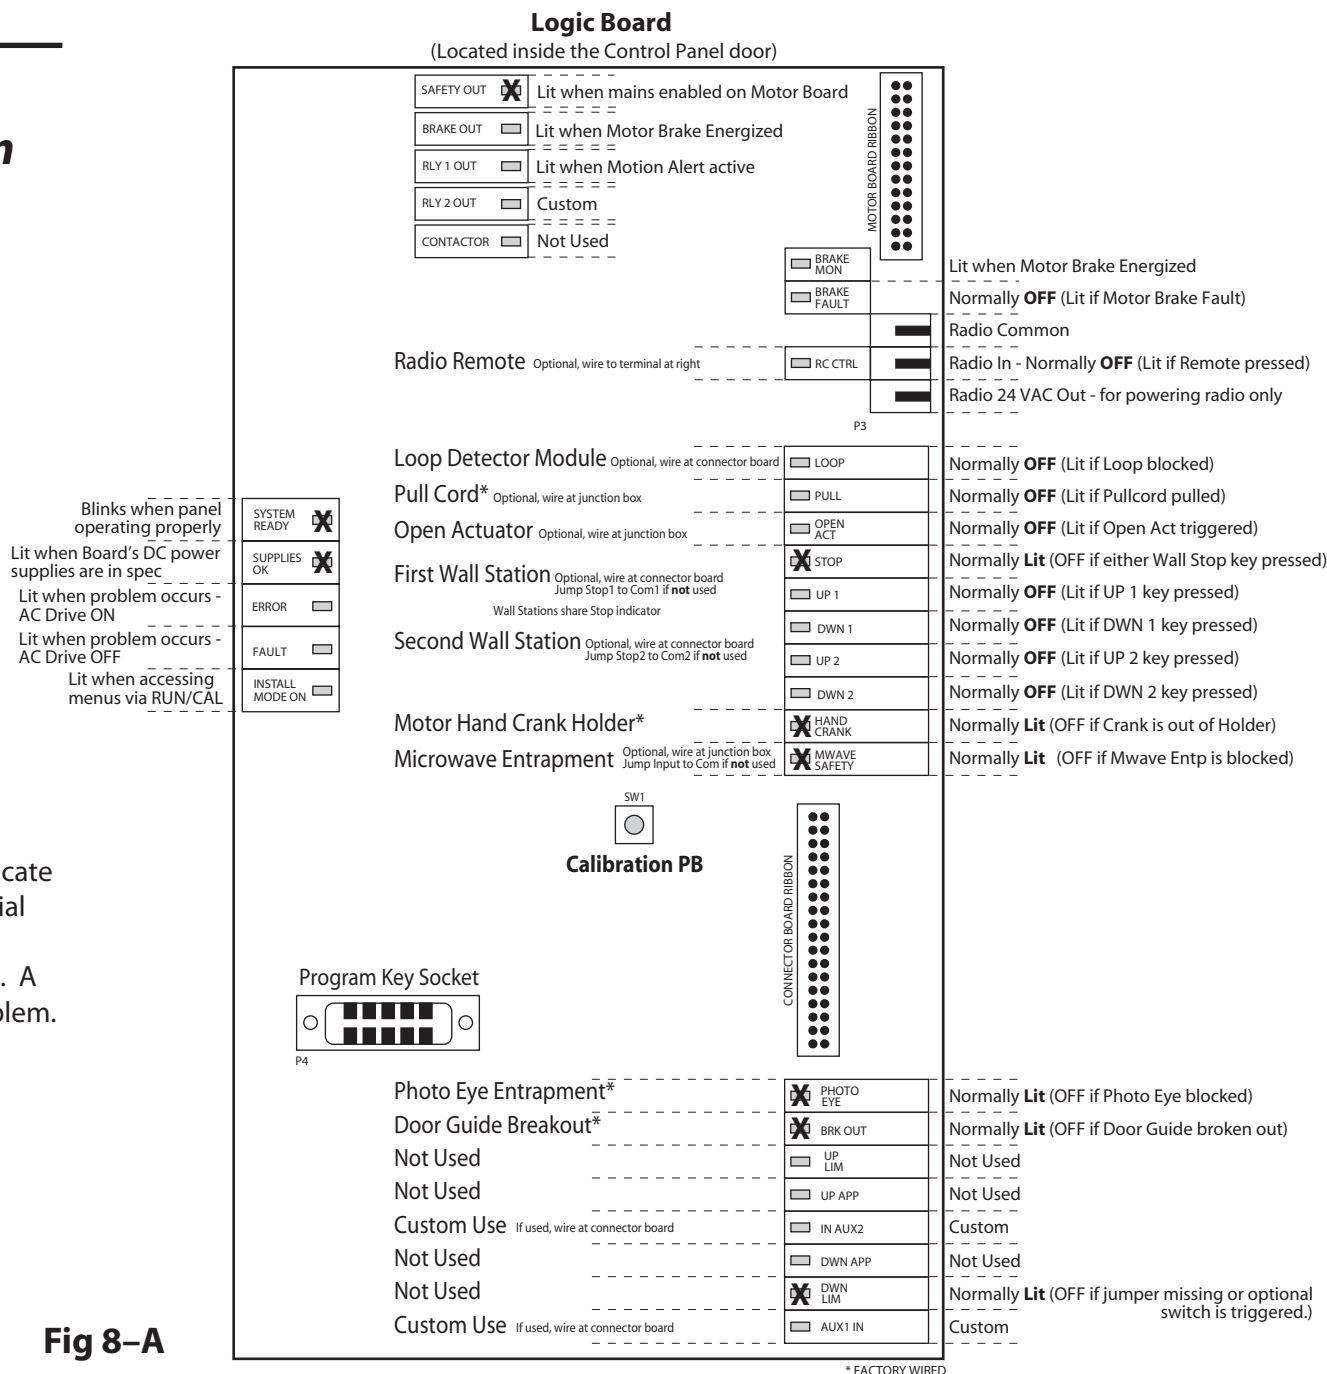 Logic Board
(Located inside the Control Panel door)
n
SAFETY OUT X Lit when mains enabled on Motor Board
BRAKE OUT Lit when Motor Brake Energized
RLY 1 OUT Lit when Motion Alert active
RLY 2 OUT Custom
CONTACTOR Not Used
MOTOR BOARD RIBBON
BRAKE
MON
Lit when Motor Brake Energized
BRAKE
FAULT
Normally OFF (Lit if Motor Brake Fault)
Radio Common
Radio Remote Optional, wire to terminal at right RC CTRL Radio In - Normally OFF (Lit if Remote pressed)
Radio 24 VAC Out - for powering radio only
P3
Loop Detector Module Optional, wire at connector board LOOP Normally OFF (Lit if Loop blocked)
Pull Cord* Optional, wire at junction box PULL Normally OFF (Lit if Pullcord pulled)
Open Actuator Optional, wire at junction box OPEN
ACT
Normally OFF (Lit if Open Act triggered)
X STOP Normally Lit (OFF if either Wall Stop key pressed)
First Wall Station Optional, wire at connector board
Jump Stop1 to Com1 if not used
UP 1 Normally OFF (Lit if UP 1 key pressed)
Wall Stations share Stop indicator
DWN 1 Normally OFF (Lit if DWN 1 key pressed)
Second Wall Station Optional, wire at connector board
Jump Stop2 to Com2 if not used
UP 2 Normally OFF (Lit if UP 2 key pressed)
DWN 2 Normally OFF (Lit if DWN 2 key pressed)
Motor Hand Crank Holder* X HAND
CRANK
Normally Lit (OFF if Crank is out of Holder)
Microwave Entrapment Optional, wire at junction box
Jump Input to Com if not used
X MWAVE
SAFETY
Normally Lit (OFF if Mwave Entp is blocked)
Blinks when panel
operating properly
SYSTEM
READY
X
Lit when Board's DC power
supplies are in spec
SUPPLIES
OK
X
Lit when problem occurs -
AC Drive ON
ERROR
Lit when problem occurs -
AC Drive OFF
FAULT
Lit when accessing
menus via RUN/CAL
INSTALL
MODE ON
SW1
Calibration PB
CONNECTOR BOARD RIBBON
cate
ial
. A
olem.
Program Key Socket
P4
Photo Eye Entrapment* X PHOTO
EYE
Normally Lit (OFF if Photo Eye blocked)
Door Guide Breakout* X BRK OUT Normally Lit (OFF if Door Guide broken out)
Not Used UP
LIM
Not Used
Not Used UP APP Not Used
Custom Use If used, wire at connector board IN AUX2 Custom
Not Used DWN APP Not Used
Not Used X DWN
LIM
Normally Lit (OFF if jumper missing or optional
switch is triggered.)
Custom Use If used, wire at connector board AUX1 IN Custom
Fig 8–A
* FACTORY WIRED